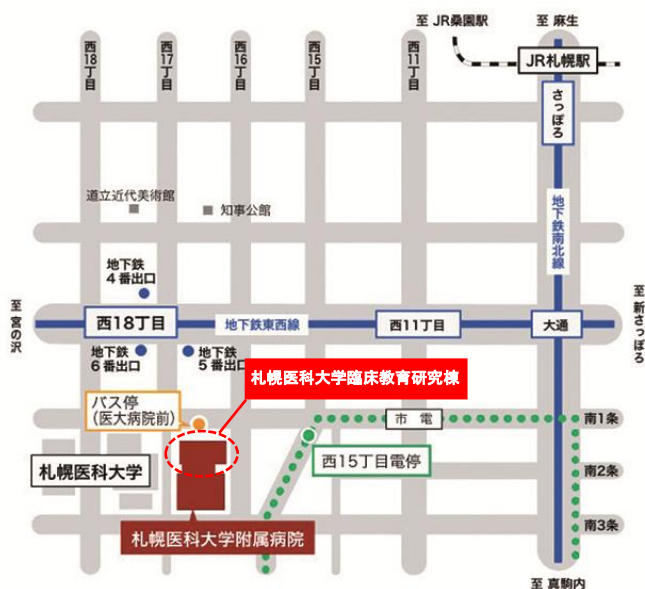 至 JR桑園駅
至 麻生
JR札幌駅
西18丁目
西17丁目
西16丁目
西15丁目
西11丁目
さっぽろ
道立近代美術館
知事公館
地下鉄南北線
地下鉄
4番出口
至 宮の沢
西18丁目
地下鉄東西線
西11丁目
大通
至 新さっぽろ
地下鉄
6番出口
地下鉄
5番出口
札幌医科大学臨床教育研究棟
バス停
(医大病院前)
市電
南1条
札幌医科大学
西15丁目電停
南2条
札幌医科大学附属病院
南3条
至 真駒内